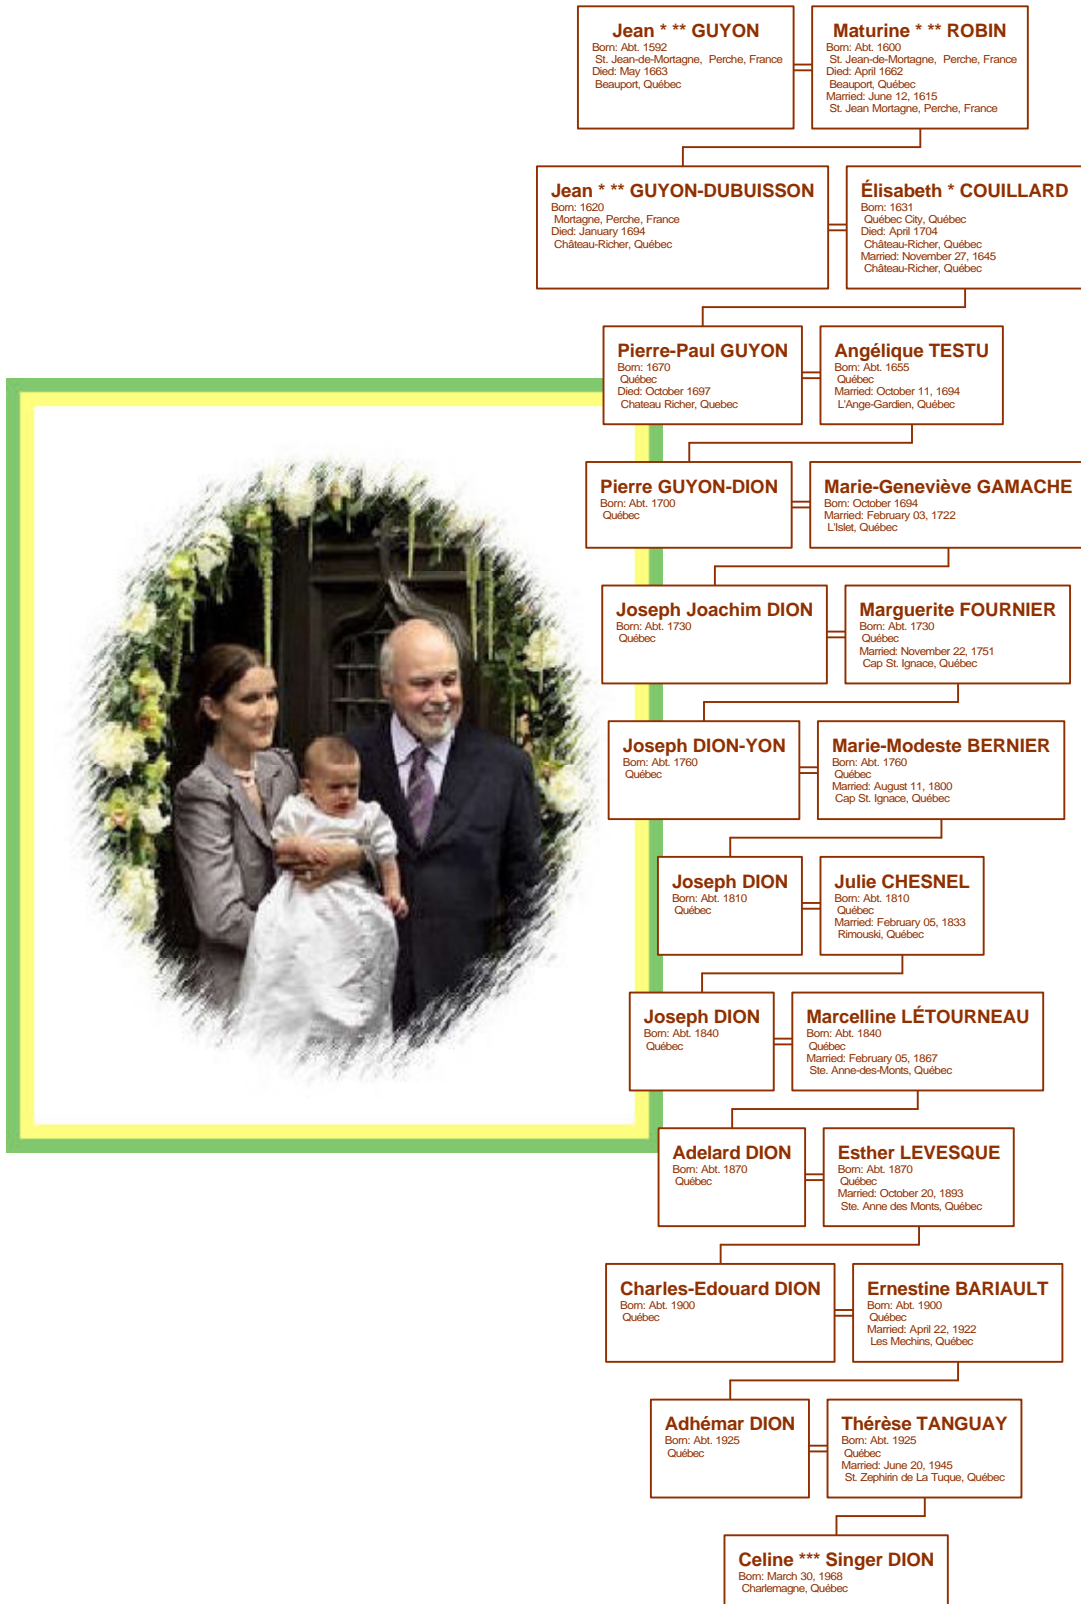 Jean * ** GUYON
Born: Abt. 1592
St. Jean-de-Mortagne, Perche, France
Died: May 1663
Beauport, Québec
Maturine * ** ROBIN
Born: Abt. 1600
St. Jean-de-Mortagne, Perche, France
Died: April 1662
Beauport, Québec
Married: June 12, 1615
St. Jean Mortagne, Perche, France
Jean * ** GUYON-DUBUISSON
Born: 1620
Mortagne, Perche, France
Died: January 1694
Château-Richer, Québec
Élisabeth * COUILLARD
Born: 1631
Québec City, Québec
Died: April 1704
Château-Richer, Québec
Married: November 27, 1645
Château-Richer, Québec
Pierre-Paul GUYON
Born: 1670
Québec
Died: October 1697
Chateau Richer, Quebec
Angélique TESTU
Born: Abt. 1655
Québec
Married: October 11, 1694
L'Ange-Gardien, Québec
Pierre GUYON-DION
Born: Abt. 1700
Québec
Marie-Geneviève GAMACHE
Born: October 1694
Married: February 03, 1722
L'Islet, Québec
Joseph Joachim DION
Born: Abt. 1730
Québec
Marguerite FOURNIER
Born: Abt. 1730
Québec
Married: November 22, 1751
Cap St. Ignace, Québec
Joseph DION-YON
Born: Abt. 1760
Québec
Marie-Modeste BERNIER
Born: Abt. 1760
Québec
Married: August 11, 1800
Cap St. Ignace, Québec
Joseph DION
Born: Abt. 1810
Québec
Julie CHESNEL
Born: Abt. 1810
Québec
Married: February 05, 1833
Rimouski, Québec
Joseph DION
Born: Abt. 1840
Québec
Marcelline LÉTOURNEAU
Born: Abt. 1840
Québec
Married: February 05, 1867
Ste. Anne-des-Monts, Québec
Adelard DION
Born: Abt. 1870
Québec
Esther LEVESQUE
Born: Abt. 1870
Québec
Married: October 20, 1893
Ste. Anne des Monts, Québec
Charles-Edouard DION
Born: Abt. 1900
Québec
Ernestine BARIAULT
Born: Abt. 1900
Québec
Married: April 22, 1922
Les Mechins, Québec
Adhémar DION
Born: Abt. 1925
Québec
Thérèse TANGUAY
Born: Abt. 1925
Québec
Married: June 20, 1945
St. Zephirin de La Tuque, Québec
Celine *** Singer DION
Born: March 30, 1968
Charlemagne, Québec